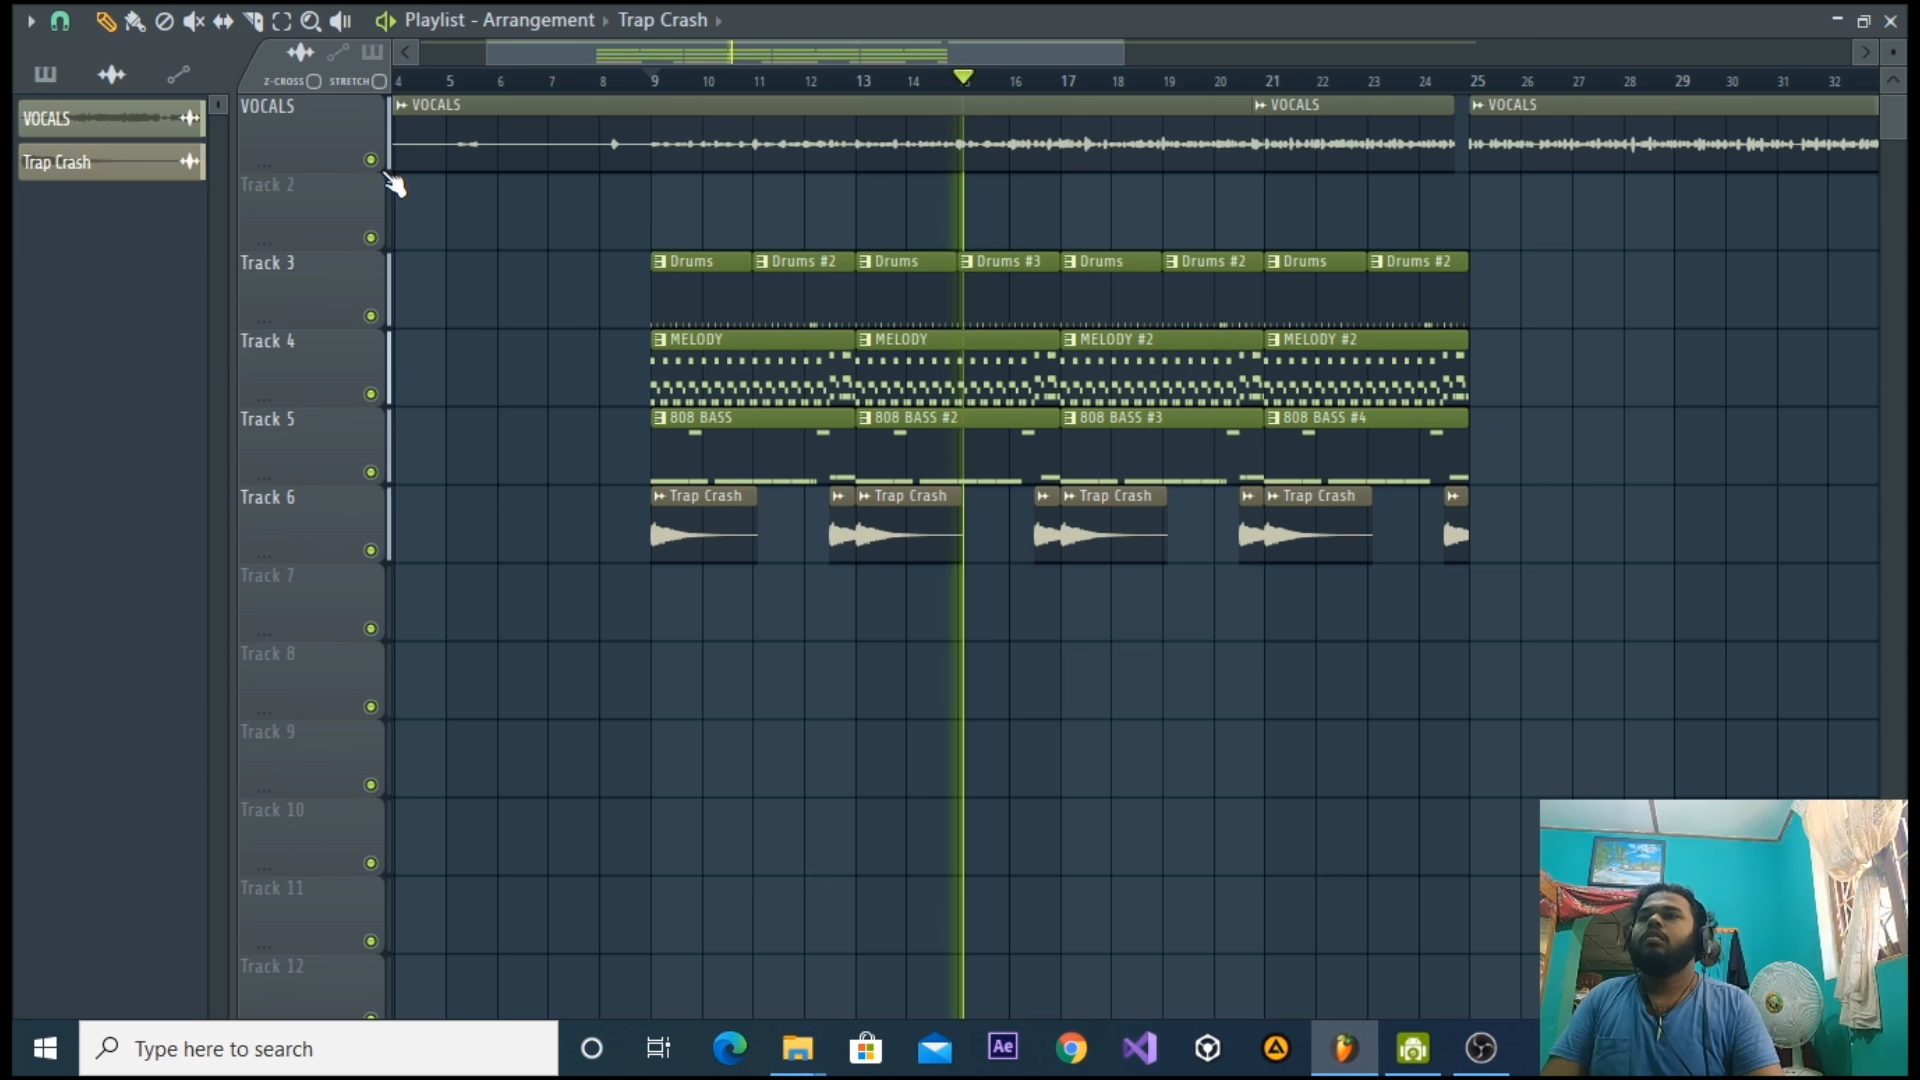 Playlist - Arrangement › Trap Crash ›
Z-CROSS STRETCH
4 5 6 7 8 9 10 11 12 13 14 15 16 17 18 19 20 21 22 23 24 25 26 27 28 29 30 31 32
VOCALS
Trap Crash
VOCALS
VOCALS VOCALS VOCALS
Track 2
Track 3
Drums Drums #2 Drums Drums #3 Drums Drums #2 Drums Drums #2
Track 4
MELODY MELODY MELODY #2 MELODY #2
Track 5
808 BASS 808 BASS #2 808 BASS #3 808 BASS #4
Track 6
Trap Crash Trap Crash Trap Crash Trap Crash
Track 7
Track 8
Track 9
Track 10
Track 11
Track 12
Type here to search
Ae